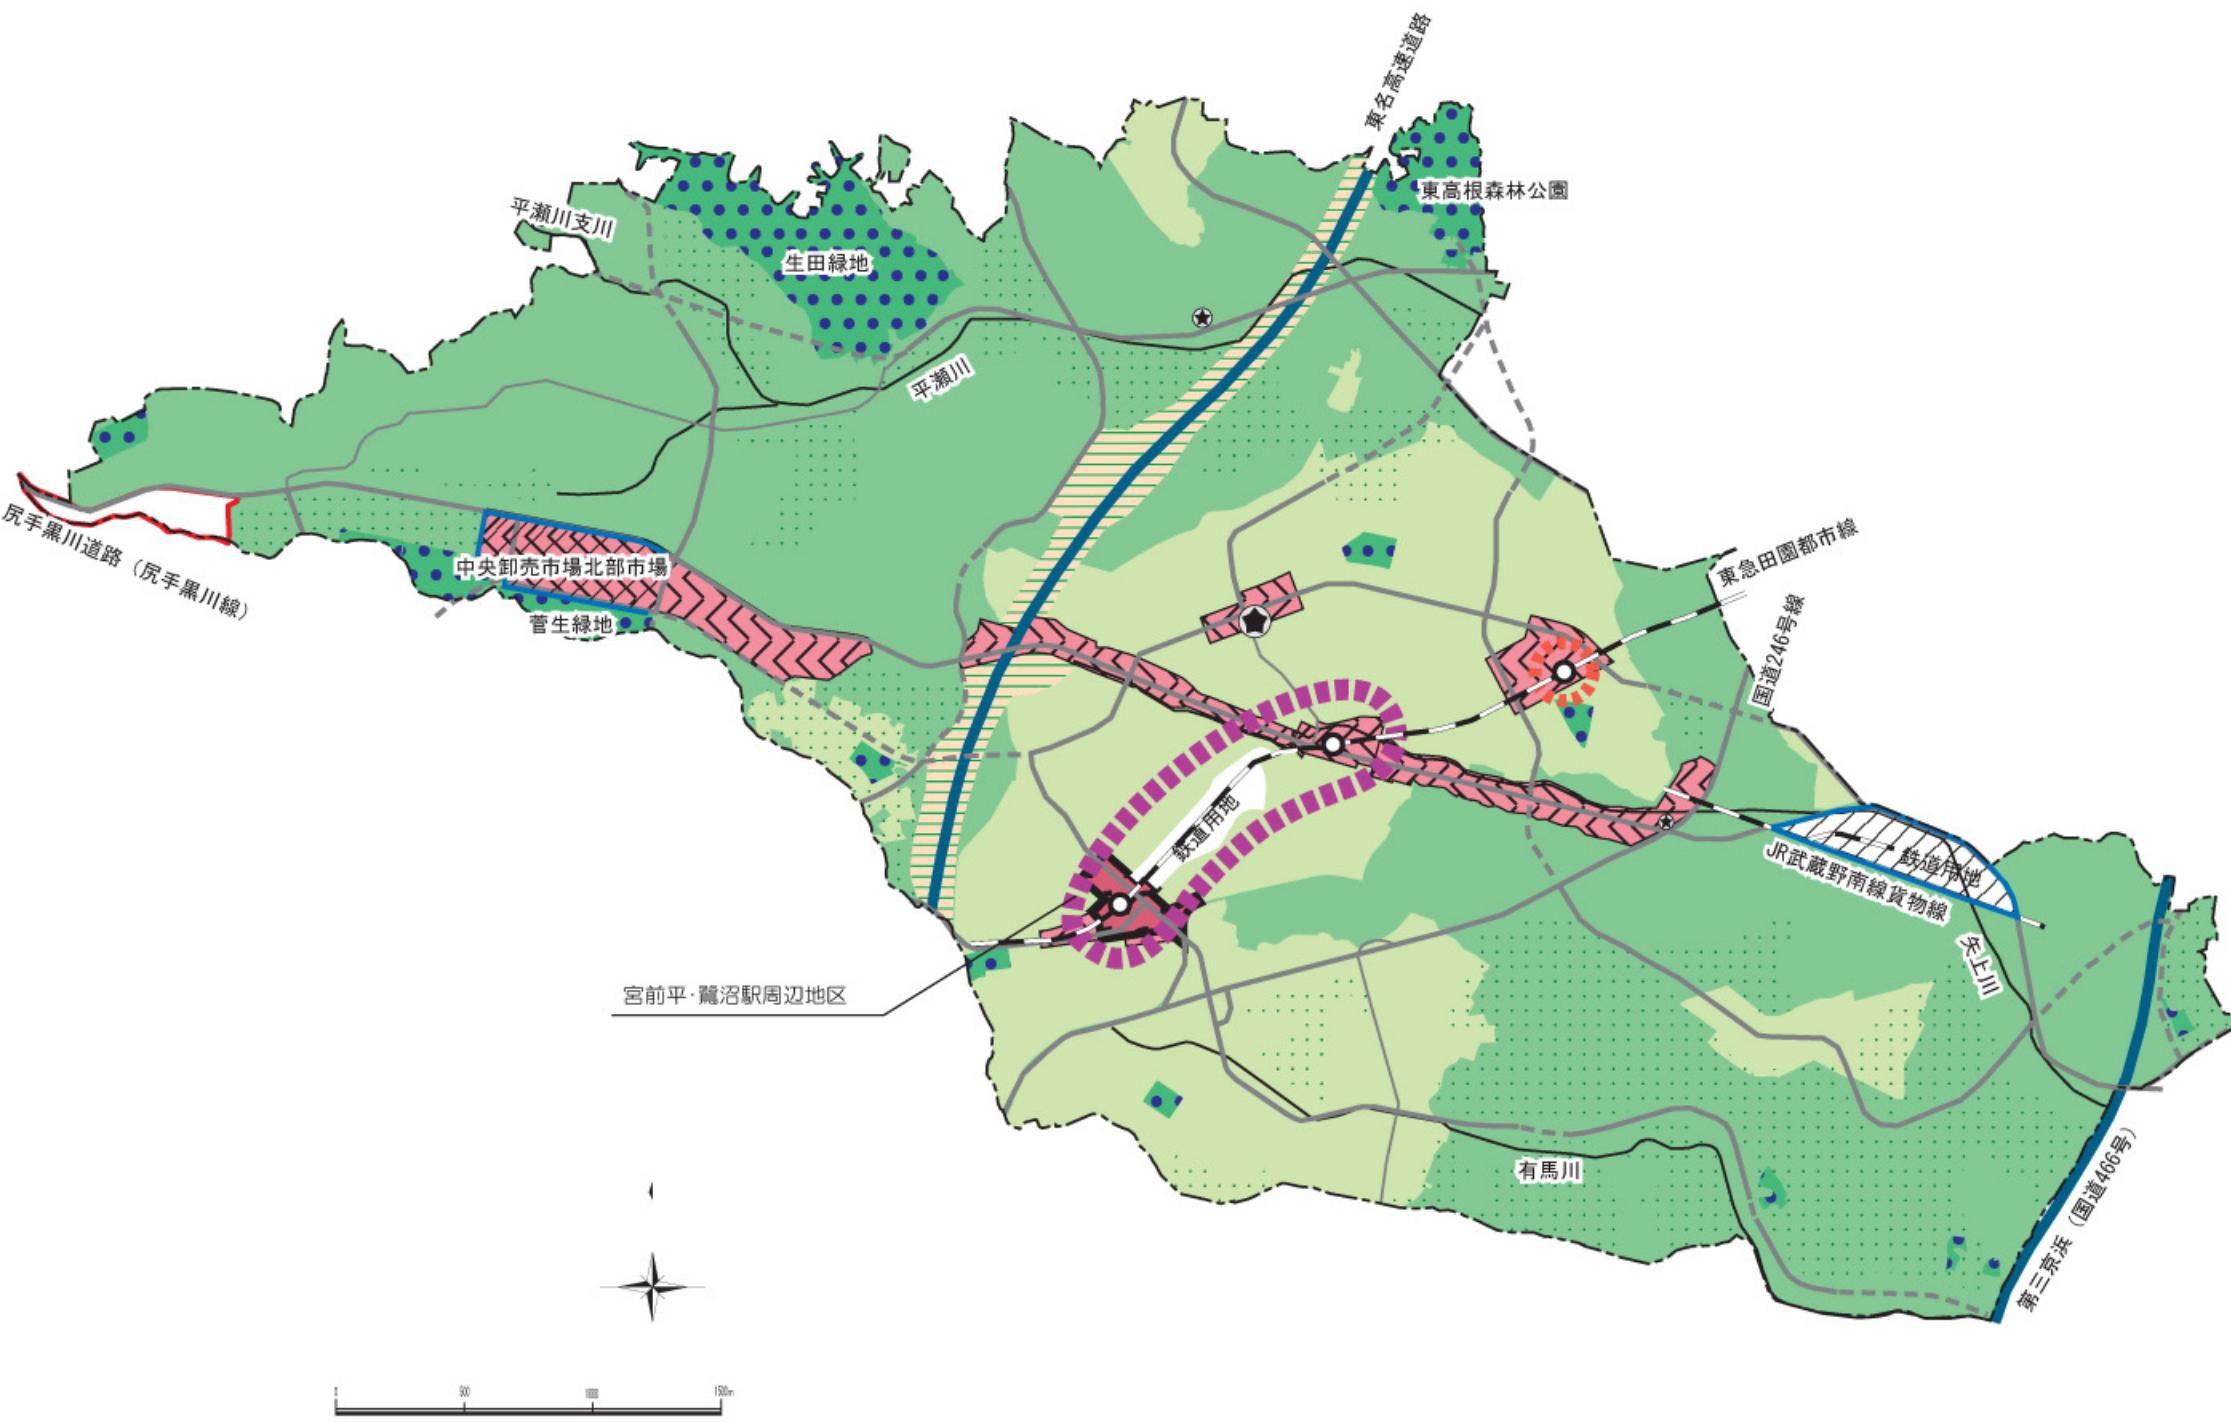 東名高速道路
東高根森林公園
平瀬川支川
生田緑地
平瀬川
尻手黒川道路（尻手黒川線）
中央卸売市場北部市場
菅生緑地
東急田園都市線
国道246号線
鉄道用地
JR武蔵野南線貨物線
鉄道用地
矢上川
宮前平・鷺沼駅周辺地区
有馬川
第三京浜（国道466号）
0 500 1000 1500m